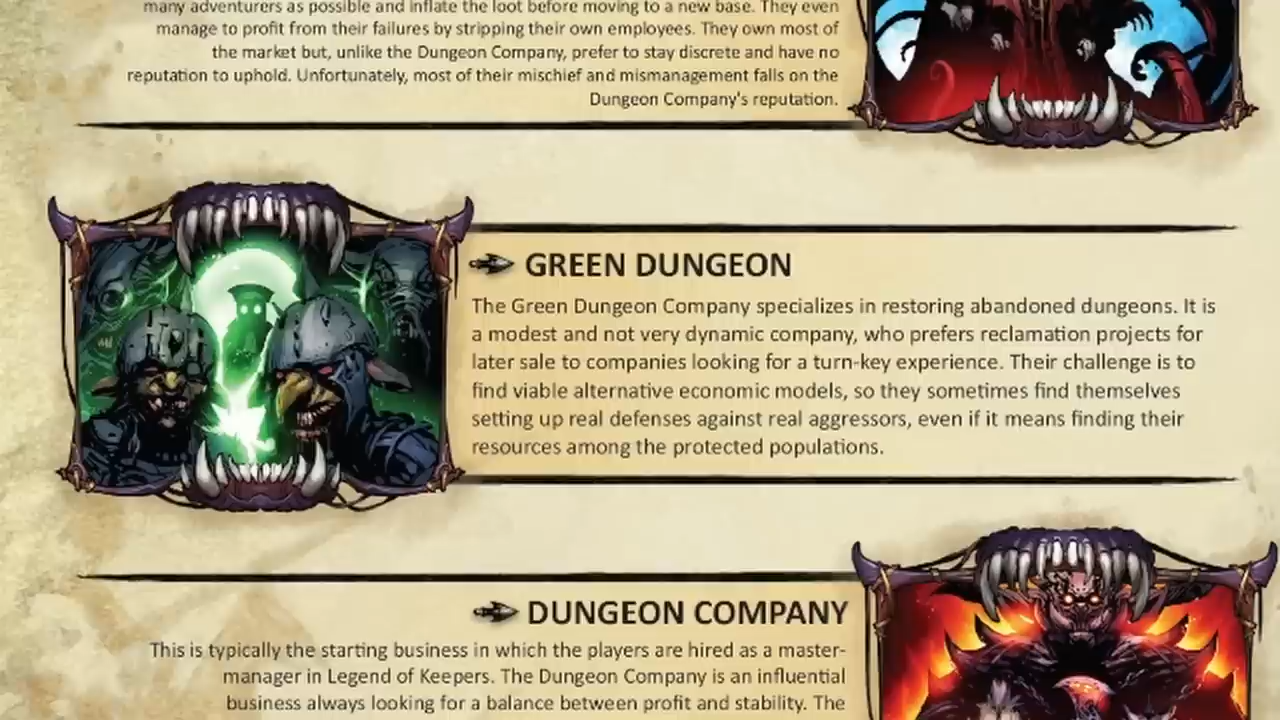 many adventurers as possible and inflate the loot before moving to a new base. They even
manage to profit from their failures by stripping their own employees. They own most of
the market but, unlike the Dungeon Company, prefer to stay discrete and have no
reputation to uphold. Unfortunately, most of their mischief and mismanagement falls on the
Dungeon Company's reputation.
GREEN DUNGEON
The Green Dungeon Company specializes in restoring abandoned dungeons. It is
a modest and not very dynamic company, who prefers reclamation projects for
later sale to companies looking for a turn-key experience. Their challenge is to
find viable alternative economic models, so they sometimes find themselves
setting up real defenses against real aggressors, even if it means finding their
resources among the protected populations.
DUNGEON COMPANY
This is typically the starting business in which the players are hired as a master-
manager in Legend of Keepers. The Dungeon Company is an influential
business always looking for a balance between profit and stability. The